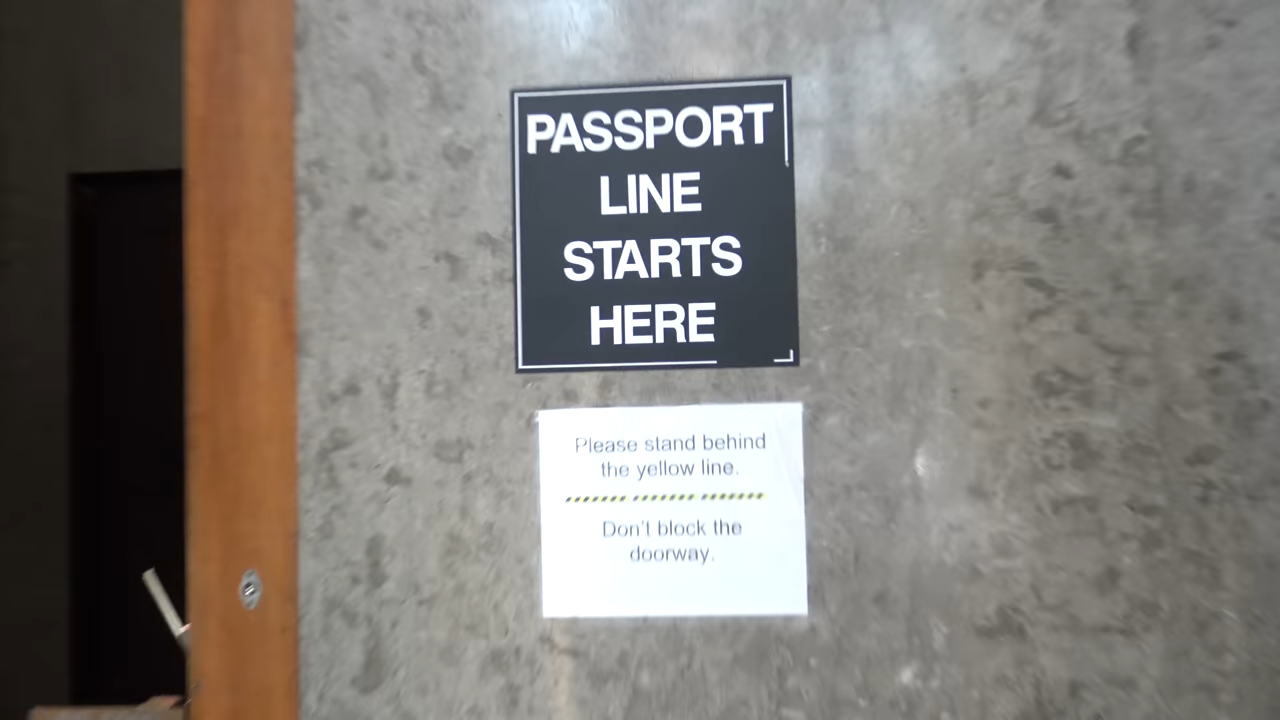 PASSPORT
LINE
STARTS
HERE
Please stand behind
the yellow line.
Don't block the
doorway.